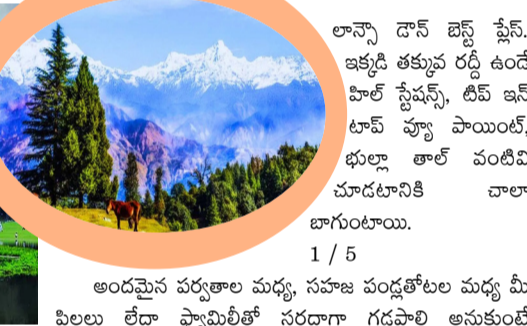 లాన్సౌ డౌన్ బెస్ట్ ప్లేస్.
ఇక్కడి తక్కువ రద్దీ ఉండే
హిల్ స్టేషన్స్, టిప్ ఇన్
టాప్ వ్యూ పాయింట్,
భుల్లా తాల్ వంటివి
చూడటానికి చాలా
బాగుంటాయి.
1 / 5
అందమైన పర్వతాల మధ్య, సహజ పండ్లతోటల మధ్య మీ
పిల్లలు లేదా ఫ్యామిలీతో సరదాగా గడపాలి అనుకుంటే